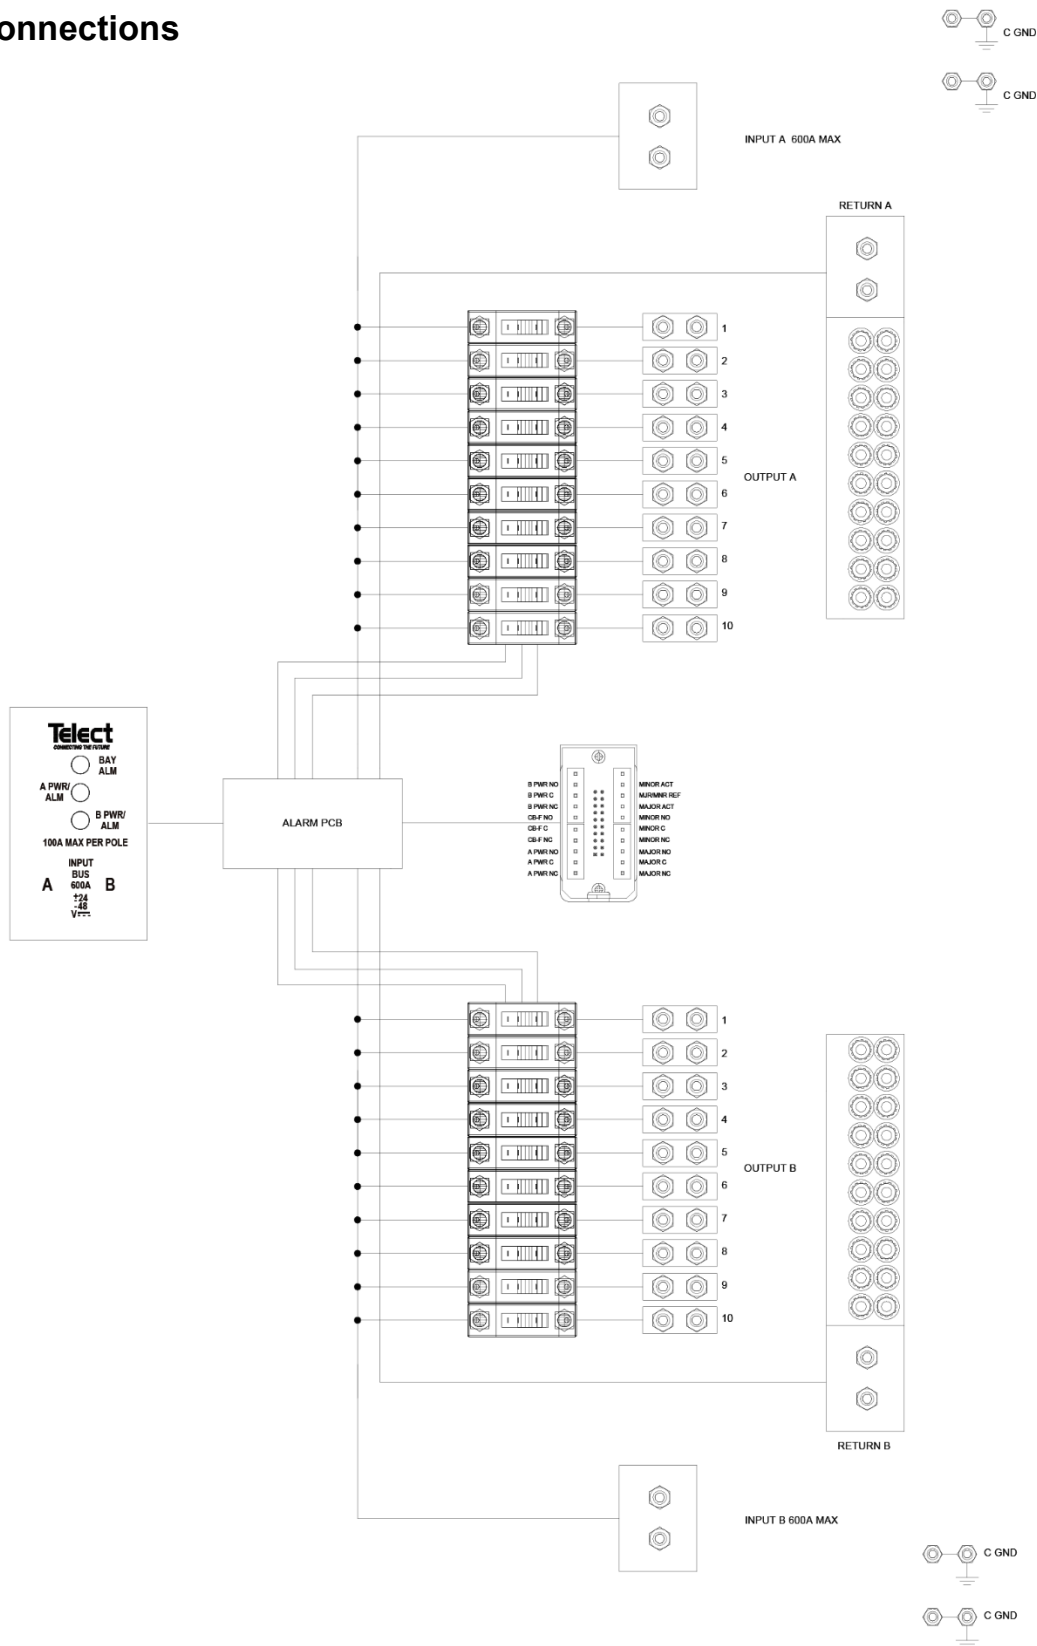 onnections
C GND
C GND
INPUT A 600A MAX
RETURN A
1
2
3
4
5
6
7
8
9
10
OUTPUT A
Telect
CONNECTING THE FUTURE
BAY
ALM
A PWR/
ALM
B PWR/
ALM
100A MAX PER POLE
INPUT
BUS
A 600A B
±24
-48
V
ALARM PCB
B PWR NO
B PWR C
B PWR NC
CB-F NO
CB-F C
CB-F NC
A PWR NO
A PWR C
A PWR NC
MINOR ACT
MJR/MNR REF
MAJOR ACT
MINOR NO
MINOR C
MINOR NC
MAJOR NO
MAJOR C
MAJOR NC
1
2
3
4
5
6
7
8
9
10
OUTPUT B
RETURN B
INPUT B 600A MAX
C GND
C GND